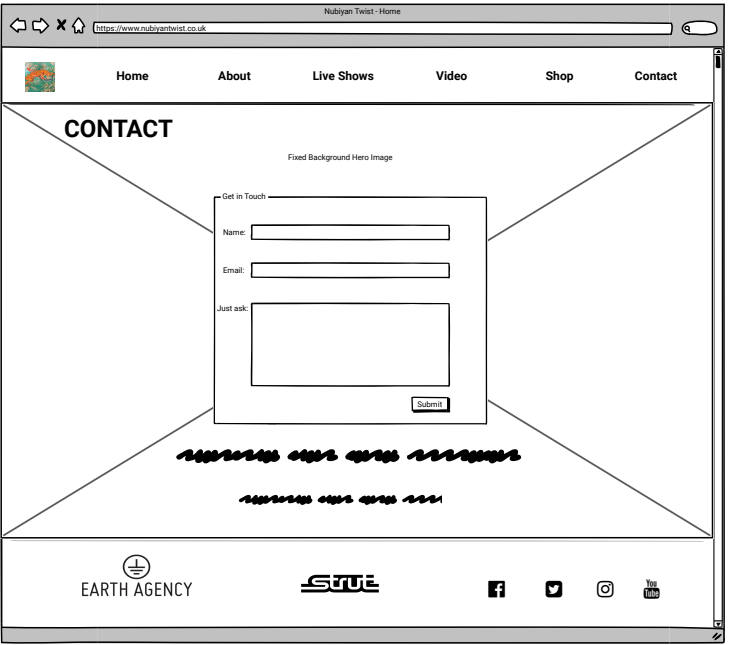 Nubiyan Twist - Home
https://www.nubiyantwist.co.uk
Home About Live Shows Video Shop Contact
CONTACT
Fixed Background Hero Image
Get in Touch
Name:
Email:
Just ask:
Submit
EARTH AGENCY
strut
You
Tube